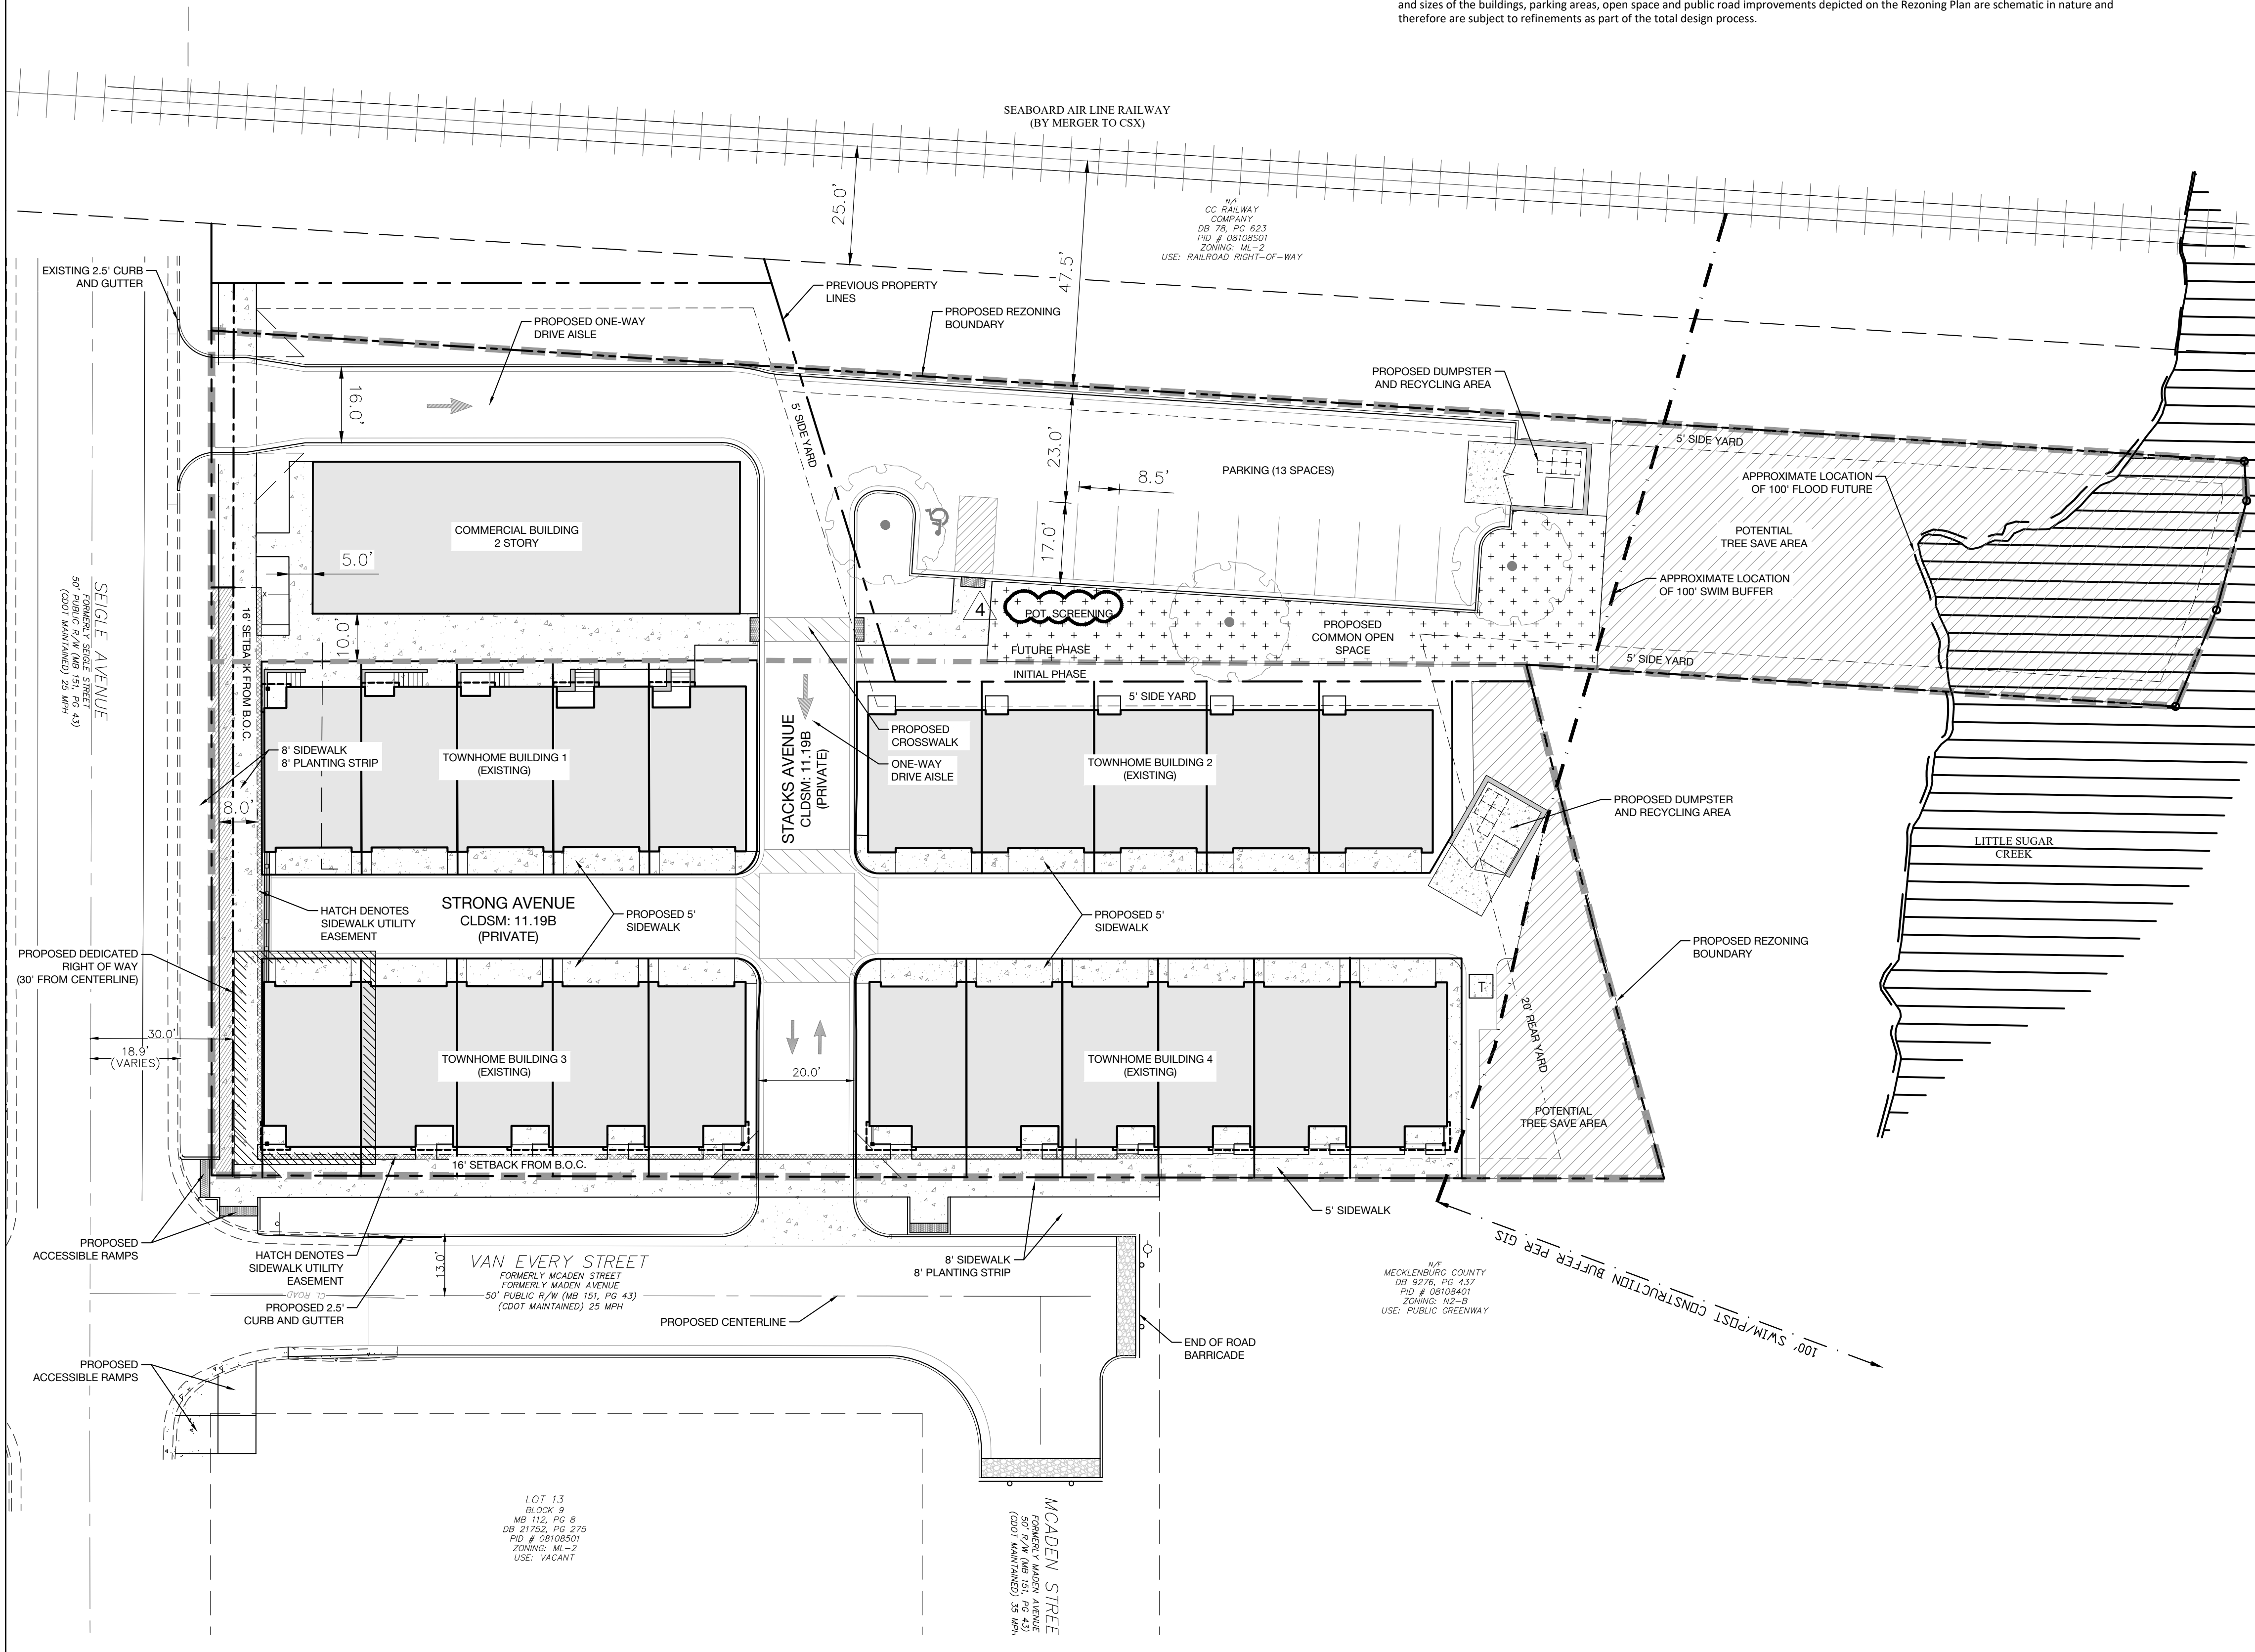 and sizes of the buildings, parking areas, open space and public road improvements depicted on the Rezoning Plan are schematic in nature and
therefore are subject to refinements as part of the total design process.
SEABOARD AIR LINE RAILWAY
(BY MERGER TO CSX)
25.0'
47.5'
N/F
CC RAILWAY
COMPANY
DB 78, PG 623
PID # 08108S01
ZONING: ML-2
USE: RAILROAD RIGHT-OF-WAY
EXISTING 2.5' CURB
AND GUTTER
PREVIOUS PROPERTY
LINES
PROPOSED ONE-WAY
DRIVE AISLE
PROPOSED REZONING
BOUNDARY
PROPOSED DUMPSTER
AND RECYCLING AREA
19.0'
5' SIDE YARD
23.0'
8.5'
PARKING (13 SPACES)
17.0'
5' SIDE YARD
APPROXIMATE LOCATION
OF 100' FLOOD FUTURE
POTENTIAL
TREE SAVE AREA
APPROXIMATE LOCATION
OF 100' SWIM BUFFER
COMMERCIAL BUILDING
2 STORY
5.0'
10.0'
SEIGLE AVENUE
FORMERLY SEIGLE STREET
50' PUBLIC R/W (MB 151, PG 43)
(CDOT MAINTAINED) 25 MPH
x
16' SETBACK FROM B.O.C.
4
POT. SCREENING
PROPOSED
COMMON OPEN
SPACE
FUTURE PHASE
INITIAL PHASE
5' SIDE YARD
5' SIDE YARD
8' SIDEWALK
8' PLANTING STRIP
8.0'
TOWNHOME BUILDING 1
(EXISTING)
STACKS AVENUE
CLDSM: 11.19B
(PRIVATE)
PROPOSED
CROSSWALK
ONE-WAY
DRIVE AISLE
TOWNHOME BUILDING 2
(EXISTING)
PROPOSED DUMPSTER
AND RECYCLING AREA
LITTLE SUGAR
CREEK
HATCH DENOTES
SIDEWALK UTILITY
EASEMENT
STRONG AVENUE
CLDSM: 11.19B
(PRIVATE)
PROPOSED 5'
SIDEWALK
PROPOSED 5'
SIDEWALK
PROPOSED REZONING
BOUNDARY
PROPOSED DEDICATED
RIGHT OF WAY
(30' FROM CENTERLINE)
T
20' REAR YARD
30.0'
18.9'
(VARIES)
TOWNHOME BUILDING 3
(EXISTING)
20.0'
TOWNHOME BUILDING 4
(EXISTING)
POTENTIAL
TREE SAVE AREA
16' SETBACK FROM B.O.C.
5' SIDEWALK
PROPOSED
ACCESSIBLE RAMPS
HATCH DENOTES
SIDEWALK UTILITY
EASEMENT
13.0'
VAN EVERY STREET
FORMERLY MCADEN STREET
FORMERLY MADEN AVENUE
50' PUBLIC R/W (MB 151, PG 43)
(CDOT MAINTAINED) 25 MPH
8' SIDEWALK
8' PLANTING STRIP
100' SWIM/POST CONSTRUCTION BUFFER PER GIS
N/F
MECKLENBURG COUNTY
DB 9276, PG 437
PID # 08108401
ZONING: N2-B
USE: PUBLIC GREENWAY
CL ROAD
PROPOSED 2.5'
CURB AND GUTTER
PROPOSED CENTERLINE
END OF ROAD
BARRICADE
PROPOSED
ACCESSIBLE RAMPS
LOT 13
BLOCK 9
MB 112, PG 8
DB 21752, PG 275
PID # 08108501
ZONING: ML-2
USE: VACANT
MCADEN STREE
FORMERLY MADEN AVENUE
50' R/W (MB 151, PG 43)
(CDOT MAINTAINED) 35 MPH